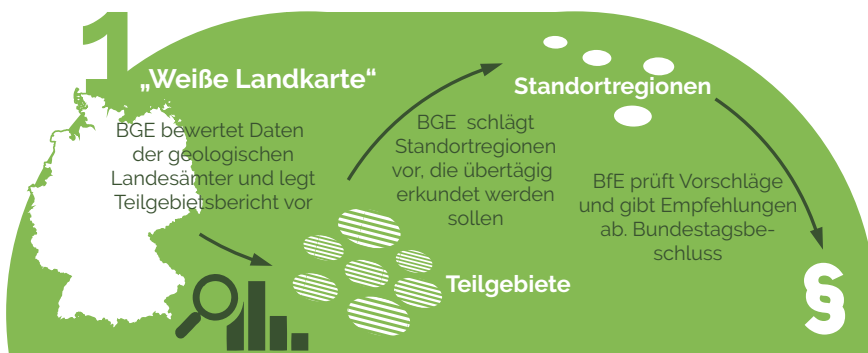 1
„Weiße Landkarte“
BGE bewertet Daten
der geologischen
Landesämter und legt
Teilgebietsbericht vor
BGE schlägt
Standortregionen
vor, die übertägig
erkundet werden
sollen
Teilgebiete
Standortregionen
BfE prüft Vorschläge
und gibt Empfehlungen
ab. Bundestagsbe-
schluss
§